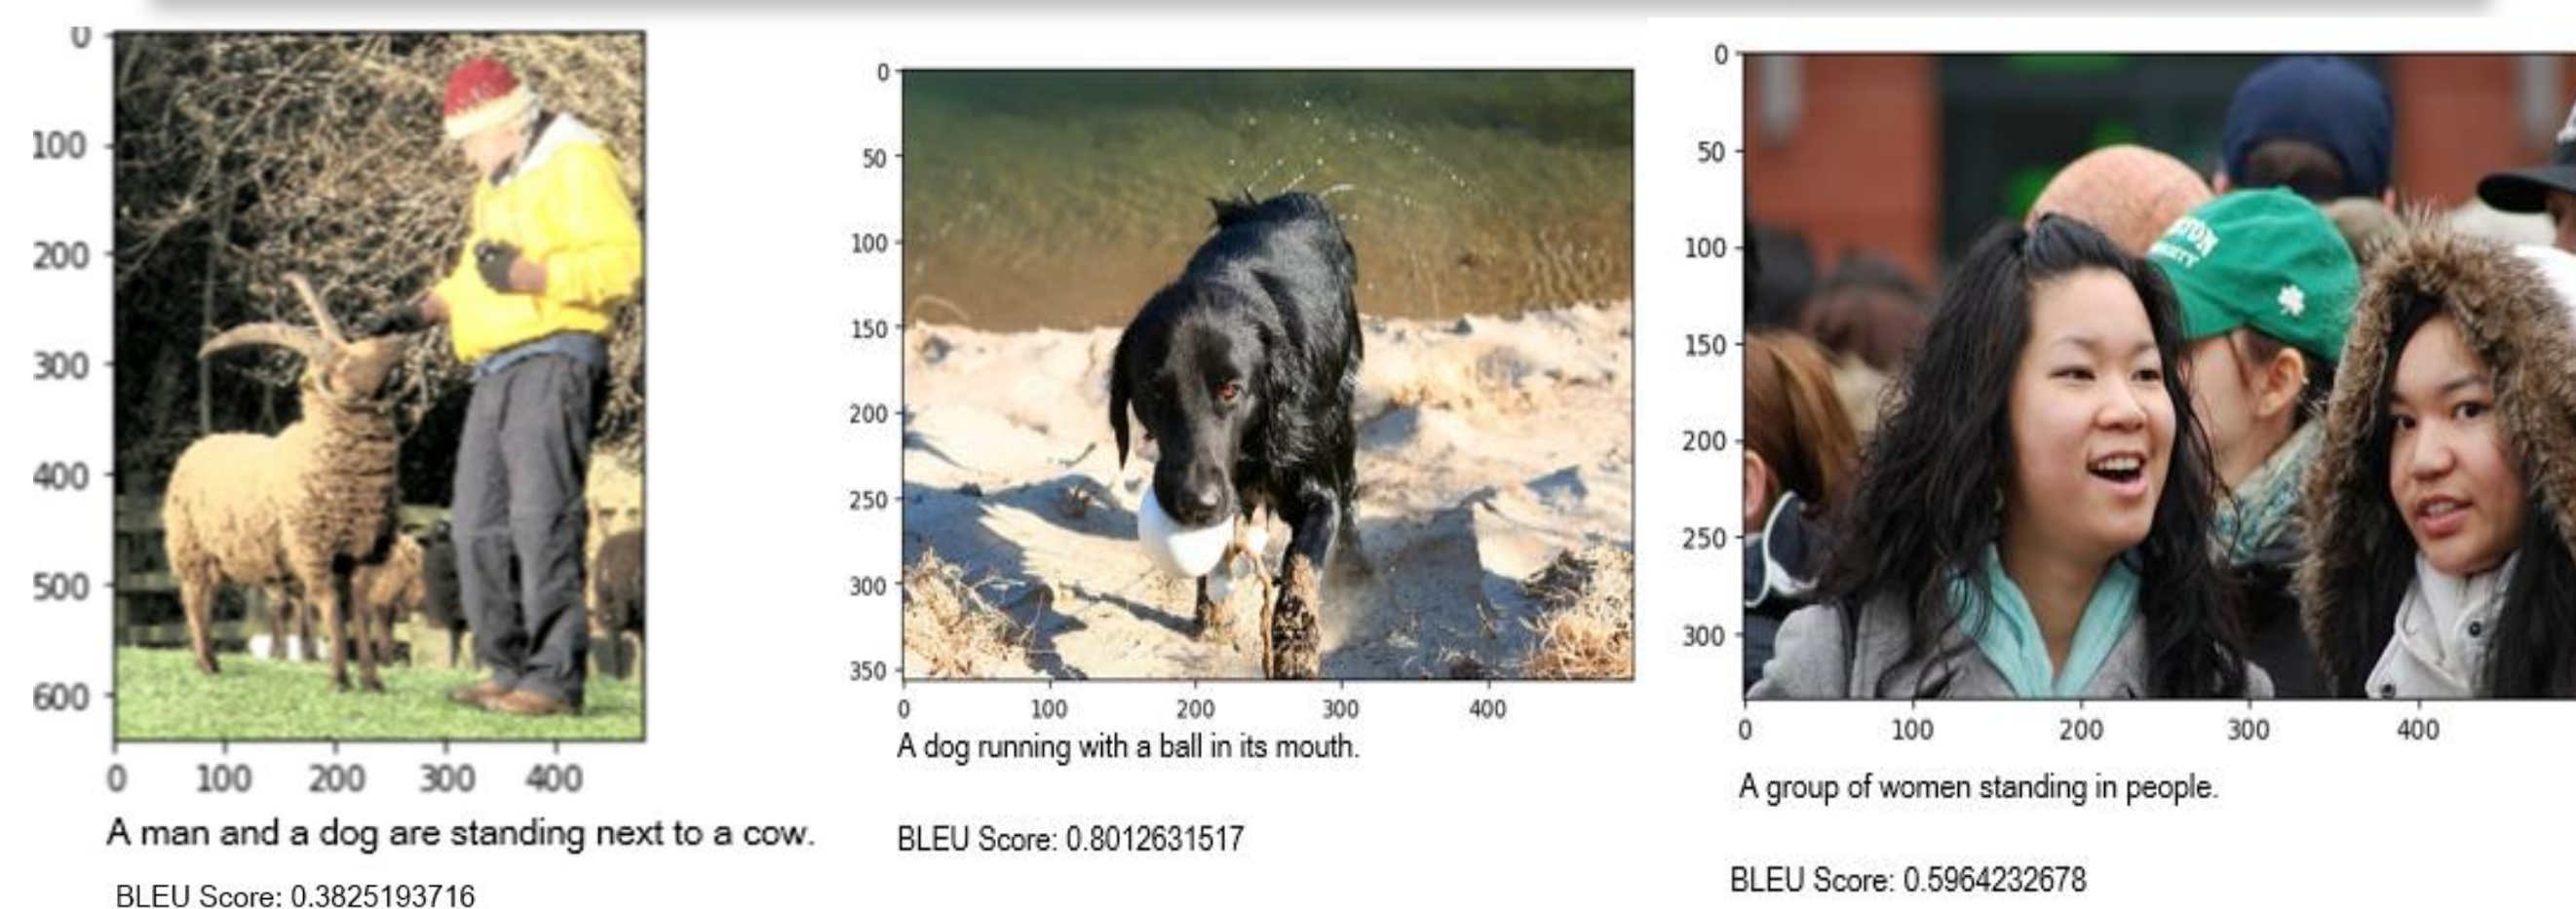 0
100
200
300
400
500
600
0 100 200 300 400
A man and a dog are standing next to a cow.
BLEU Score: 0.3825193716
0
50
100
150
200
250
300
350
0 100 200 300 400
A dog running with a ball in its mouth.
BLEU Score: 0.8012631517
0
50
100
150
200
250
300
0 100 200 300 400
A group of women standing in people.
BLEU Score: 0.5964232678